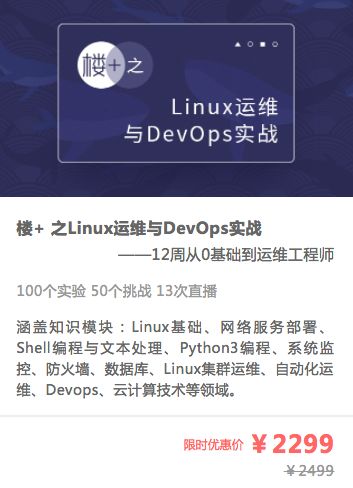 楼+ 之
Linux运维
与DevOps实战
楼+ 之Linux运维与DevOps实战
——12周从0基础到运维工程师
100个实验 50个挑战 13次直播
涵盖知识模块：Linux基础、网络服务部署、
Shell编程与文本处理、Python3编程、系统监
控、防火墙、数据库、Linux集群运维、自动化运
维、Devops、云计算技术等领域。
限时优惠价 ¥2299
¥2499